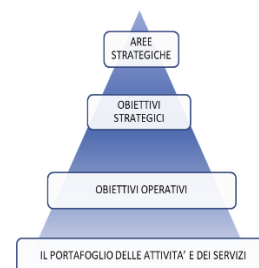 AREE
STRATEGICHE
OBIETTIVI
STRATEGICI
OBIETTIVI OPERATIVI
IL PORTAFOGLIO DELLE ATTIVITA' E DEI SERVIZI